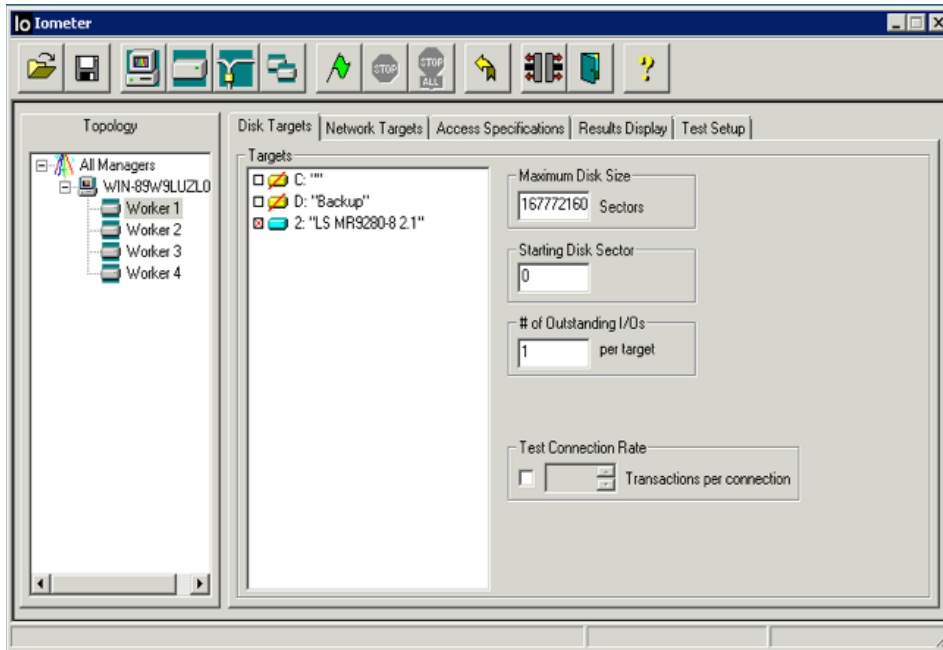 Io Iometer
STOP
STOP ALL
?
Topology
All Managers
WIN-89W9LUZL0
Worker 1
Worker 2
Worker 3
Worker 4
Disk Targets Network Targets Access Specifications Results Display Test Setup
Targets
C: ""
D: "Backup"
2: "LS MR9280-8 2.1"
Maximum Disk Size
167772160 Sectors
Starting Disk Sector
0
# of Outstanding I/Os
1 per target
Test Connection Rate
Transactions per connection